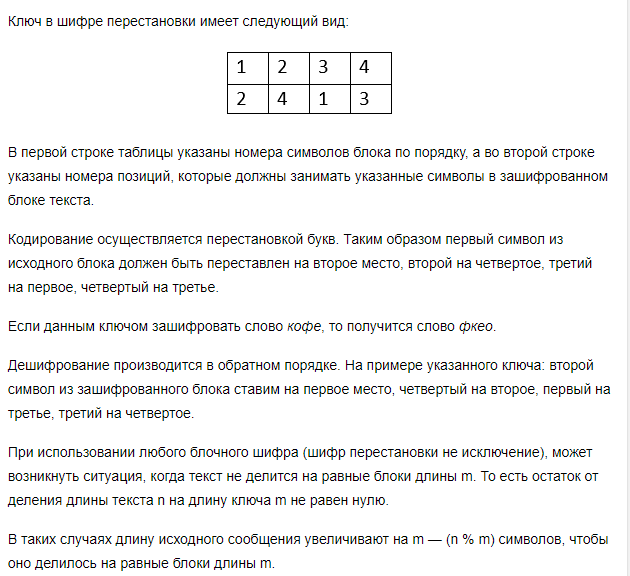 Ключ в шифре перестановки имеет следующий вид:
1 2 3 4
2 4 1 3
В первой строке таблицы указаны номера символов блока по порядку, а во второй строке
указаны номера позиций, которые должны занимать указанные символы в зашифрованном
блоке текста.
Кодирование осуществляется перестановкой букв. Таким образом первый символ из
исходного блока должен быть переставлен на второе место, второй на четвертое, третий
на первое, четвертый на третье.
Если данным ключом зашифровать слово кофе, то получится слово фкео.
Дешифрование производится в обратном порядке. На примере указанного ключа: второй
символ из зашифрованного блока ставим на первое место, четвертый на второе, первый на
третье, третий на четвертое.
При использовании любого блочного шифра (шифр перестановки не исключение), может
возникнуть ситуация, когда текст не делится на равные блоки длины m. То есть остаток от
деления длины текста n на длину ключа m не равен нулю.
В таких случаях длину исходного сообщения увеличивают на m — (n % m) символов, чтобы
оно делилось на равные блоки длины m.